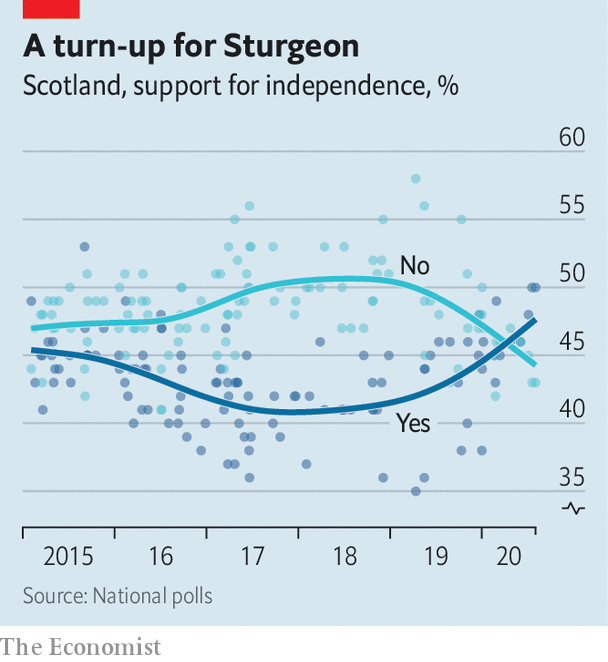 A turn-up for Sturgeon
Scotland, support for independence, %
60
55
No
50
45
40
Yes
35
2015 16 17 18 19 20
Source: National polls
The Economist